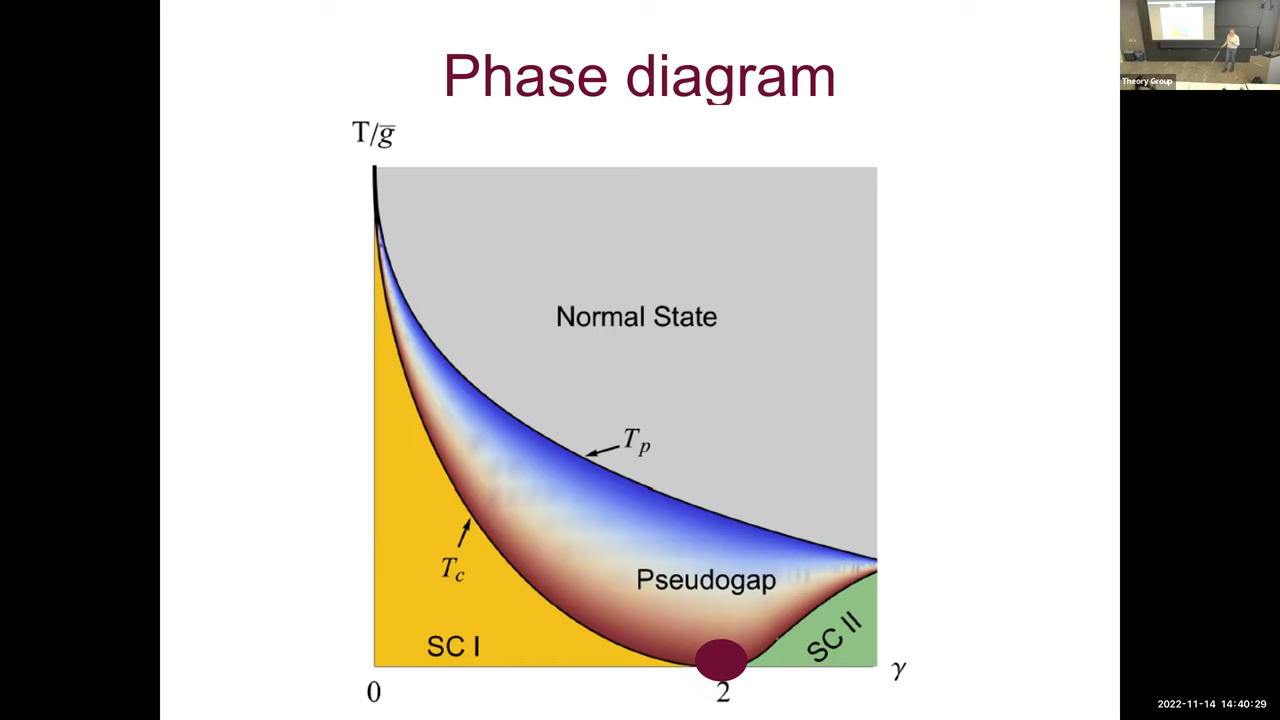 Phase diagram
T/g̅
Theory Group
Normal State
Tₚ
T_c
Pseudogap
SC I
SC II
γ
0
2
2022-11-14 14:40:29